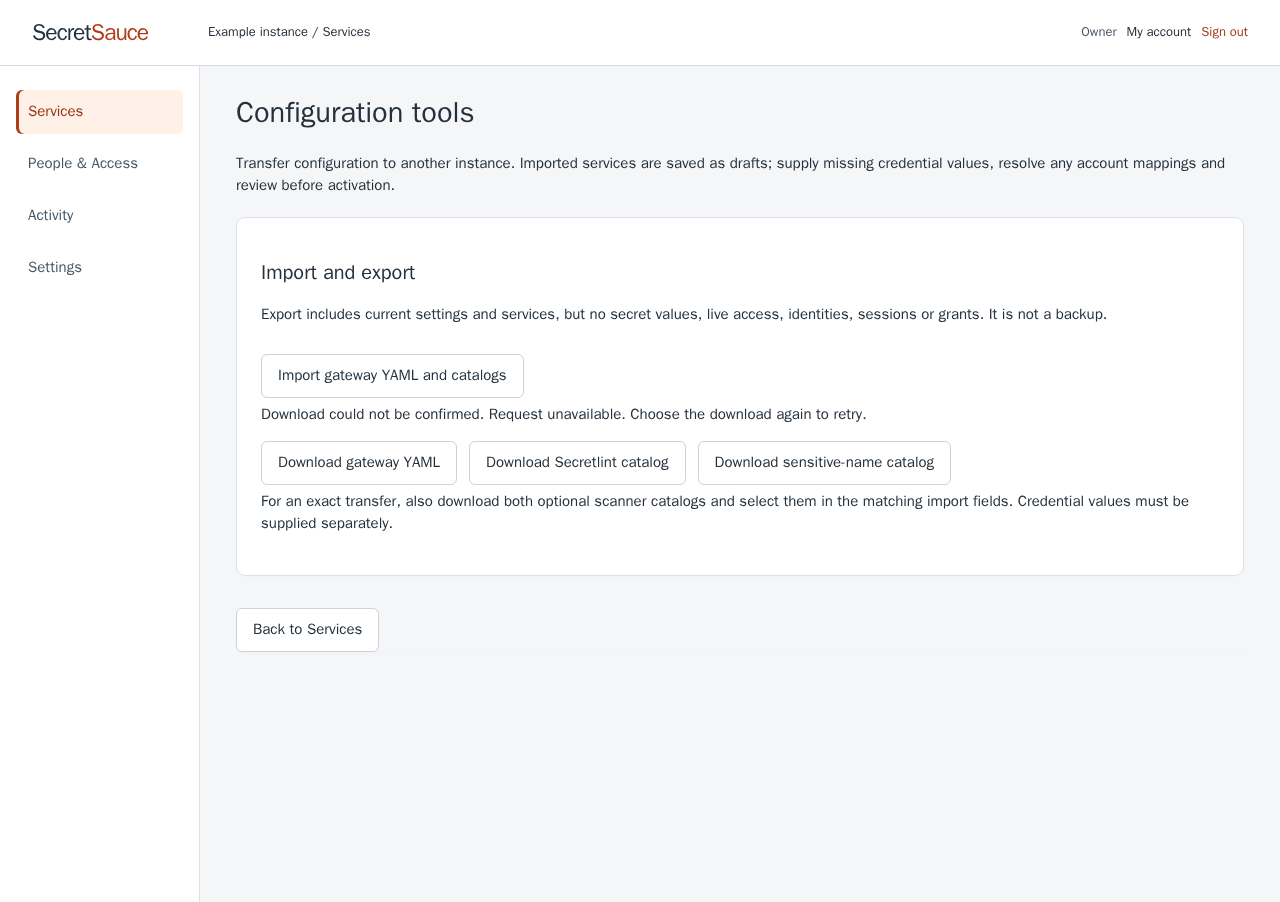 SecretSauce
Example instance / Services
Owner My account Sign out
Services
People & Access
Activity
Settings
Configuration tools
Transfer configuration to another instance. Imported services are saved as drafts; supply missing credential values, resolve any account mappings and
review before activation.
Import and export
Export includes current settings and services, but no secret values, live access, identities, sessions or grants. It is not a backup.
Import gateway YAML and catalogs
Download could not be confirmed. Request unavailable. Choose the download again to retry.
Download gateway YAML
Download Secretlint catalog
Download sensitive-name catalog
For an exact transfer, also download both optional scanner catalogs and select them in the matching import fields. Credential values must be
supplied separately.
Back to Services